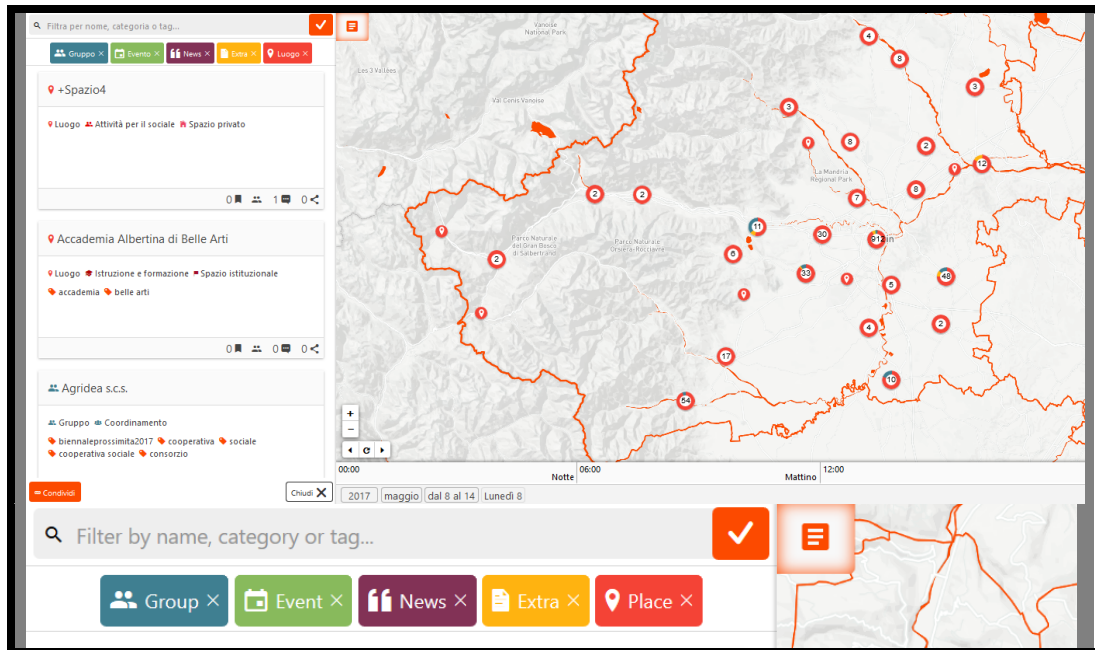 Filtra per nome, categoria o tag...
Gruppo × Evento × News × Extra × Luogo ×
+Spazio4
Luogo Attività per il sociale Spazio privato
0 1 0
Accademia Albertina di Belle Arti
Luogo Istruzione e formazione Spazio istituzionale
accademia belle arti
0 0 0
Agridea s.c.s.
Gruppo Coordinamento
biennaleprossimita2017 cooperativa sociale
cooperativa sociale consorzio
Condividi
Chiudi X
Vanoise
National Park
Les 3 Vallées
Val Cenis Vanoise
4
8
3
3
8
2
12
La Mandria
Regional Park
8
7
2
2
11
30
912
in
Parco Naturale
del Gran Bosco
di Salbertrand
Parco Naturale
Orsiera-Rocciavrè
6
2
33
5
48
4
2
17
10
54
+
−
00:00
06:00
12:00
Notte
Mattino
2017 maggio dal 8 al 14 Lunedì 8
Filter by name, category or tag...
Group × Event × News × Extra × Place ×